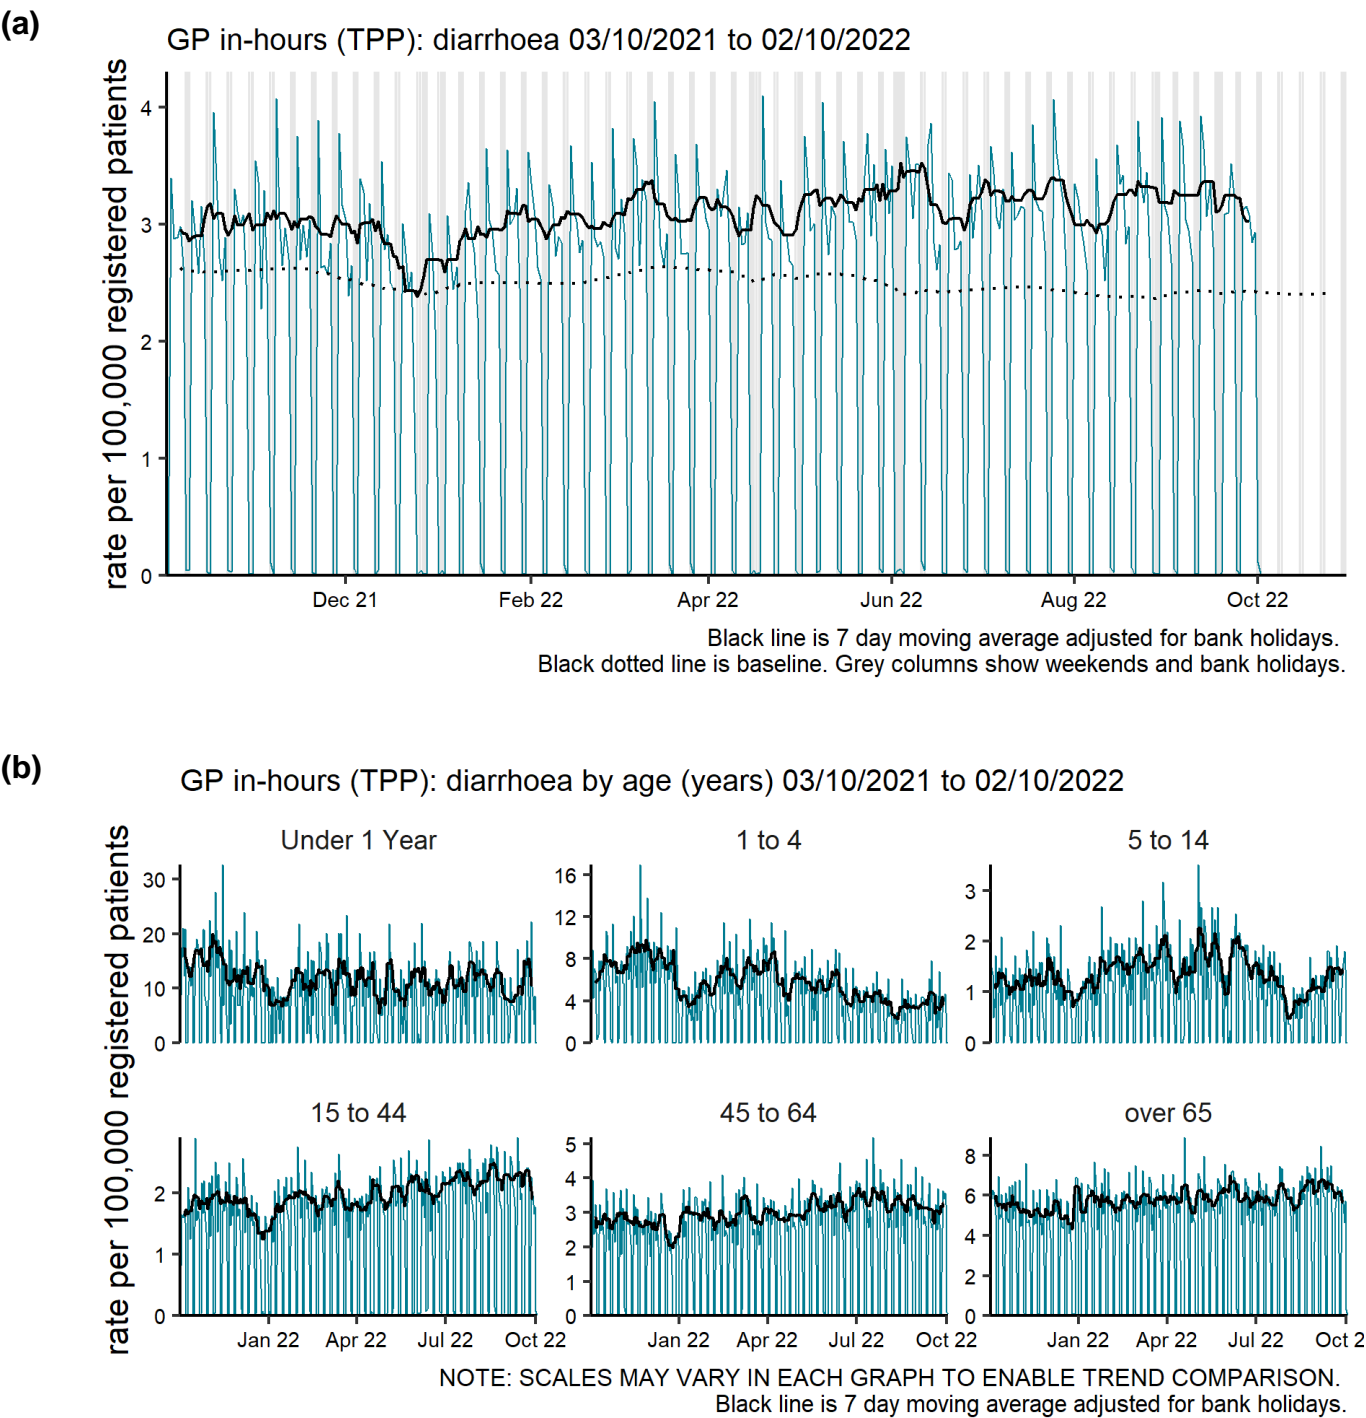 (a)
GP in-hours (TPP): diarrhoea 03/10/2021 to 02/10/2022
rate per 100,000 registered patients
4
3
2
1
0
Dec 21 Feb 22 Apr 22 Jun 22 Aug 22 Oct 22
Black line is 7 day moving average adjusted for bank holidays.
Black dotted line is baseline. Grey columns show weekends and bank holidays.
(b)
GP in-hours (TPP): diarrhoea by age (years) 03/10/2021 to 02/10/2022
rate per 100,000 registered patients
Under 1 Year
30
20
10
0
1 to 4
16
12
8
4
0
5 to 14
3
2
1
0
15 to 44
2
1
0
Jan 22 Apr 22 Jul 22 Oct 22
45 to 64
5
4
3
2
1
0
Jan 22 Apr 22 Jul 22 Oct 22
over 65
8
6
4
2
0
Jan 22 Apr 22 Jul 22 Oct 2
NOTE: SCALES MAY VARY IN EACH GRAPH TO ENABLE TREND COMPARISON.
Black line is 7 day moving average adjusted for bank holidays.